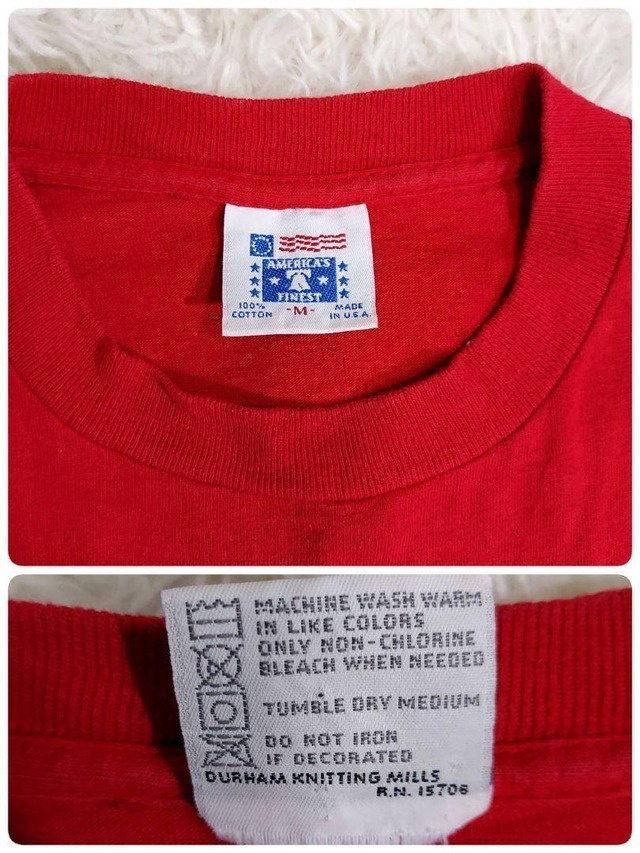 AMERICA'S
FINEST
100% COTTON -M- MADE IN U.S.A.
MACHINE WASH WARM
IN LIKE COLORS
ONLY NON-CHLORINE
BLEACH WHEN NEEDED
TUMBLE DRY MEDIUM
DO NOT IRON
IF DECORATED
DURHAM KNITTING MILLS
R.N. 15706